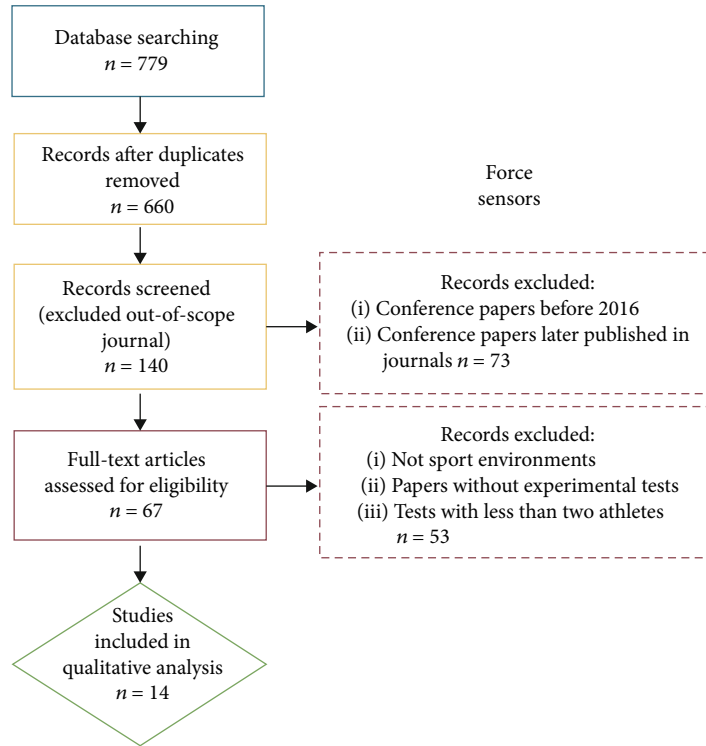 Database searching
n = 779
Records after duplicates
removed
n = 660
Force
sensors
Records screened
(excluded out-of-scope
journal)
n = 140
Records excluded:
(i) Conference papers before 2016
(ii) Conference papers later published in
journals n = 73
Full-text articles
assessed for eligibility
n = 67
Records excluded:
(i) Not sport environments
(ii) Papers without experimental tests
(iii) Tests with less than two athletes
n = 53
Studies
included in
qualitative analysis
n = 14